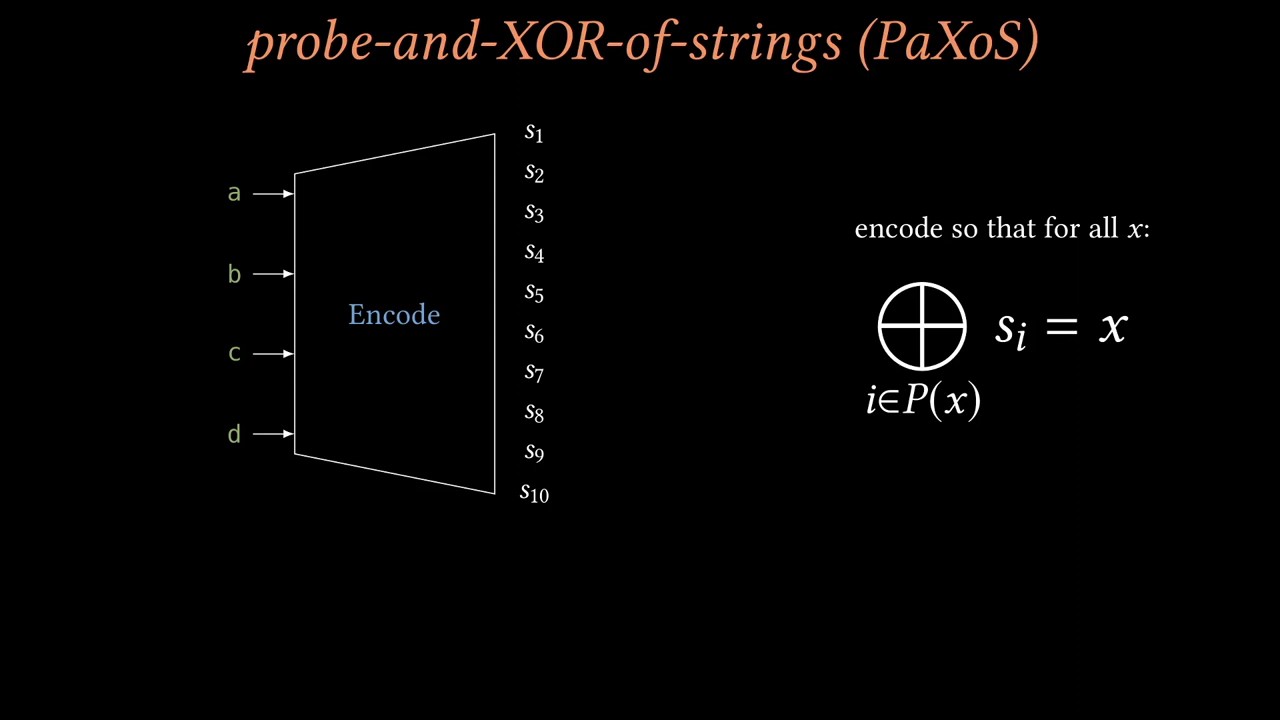 probe-and-XOR-of-strings (PaXoS)
a
b
c
d
Encode
s₁
s₂
s₃
s₄
s₅
s₆
s₇
s₈
s₉
s₁₀
encode so that for all x:
⨁ sᵢ = x
i∈P(x)